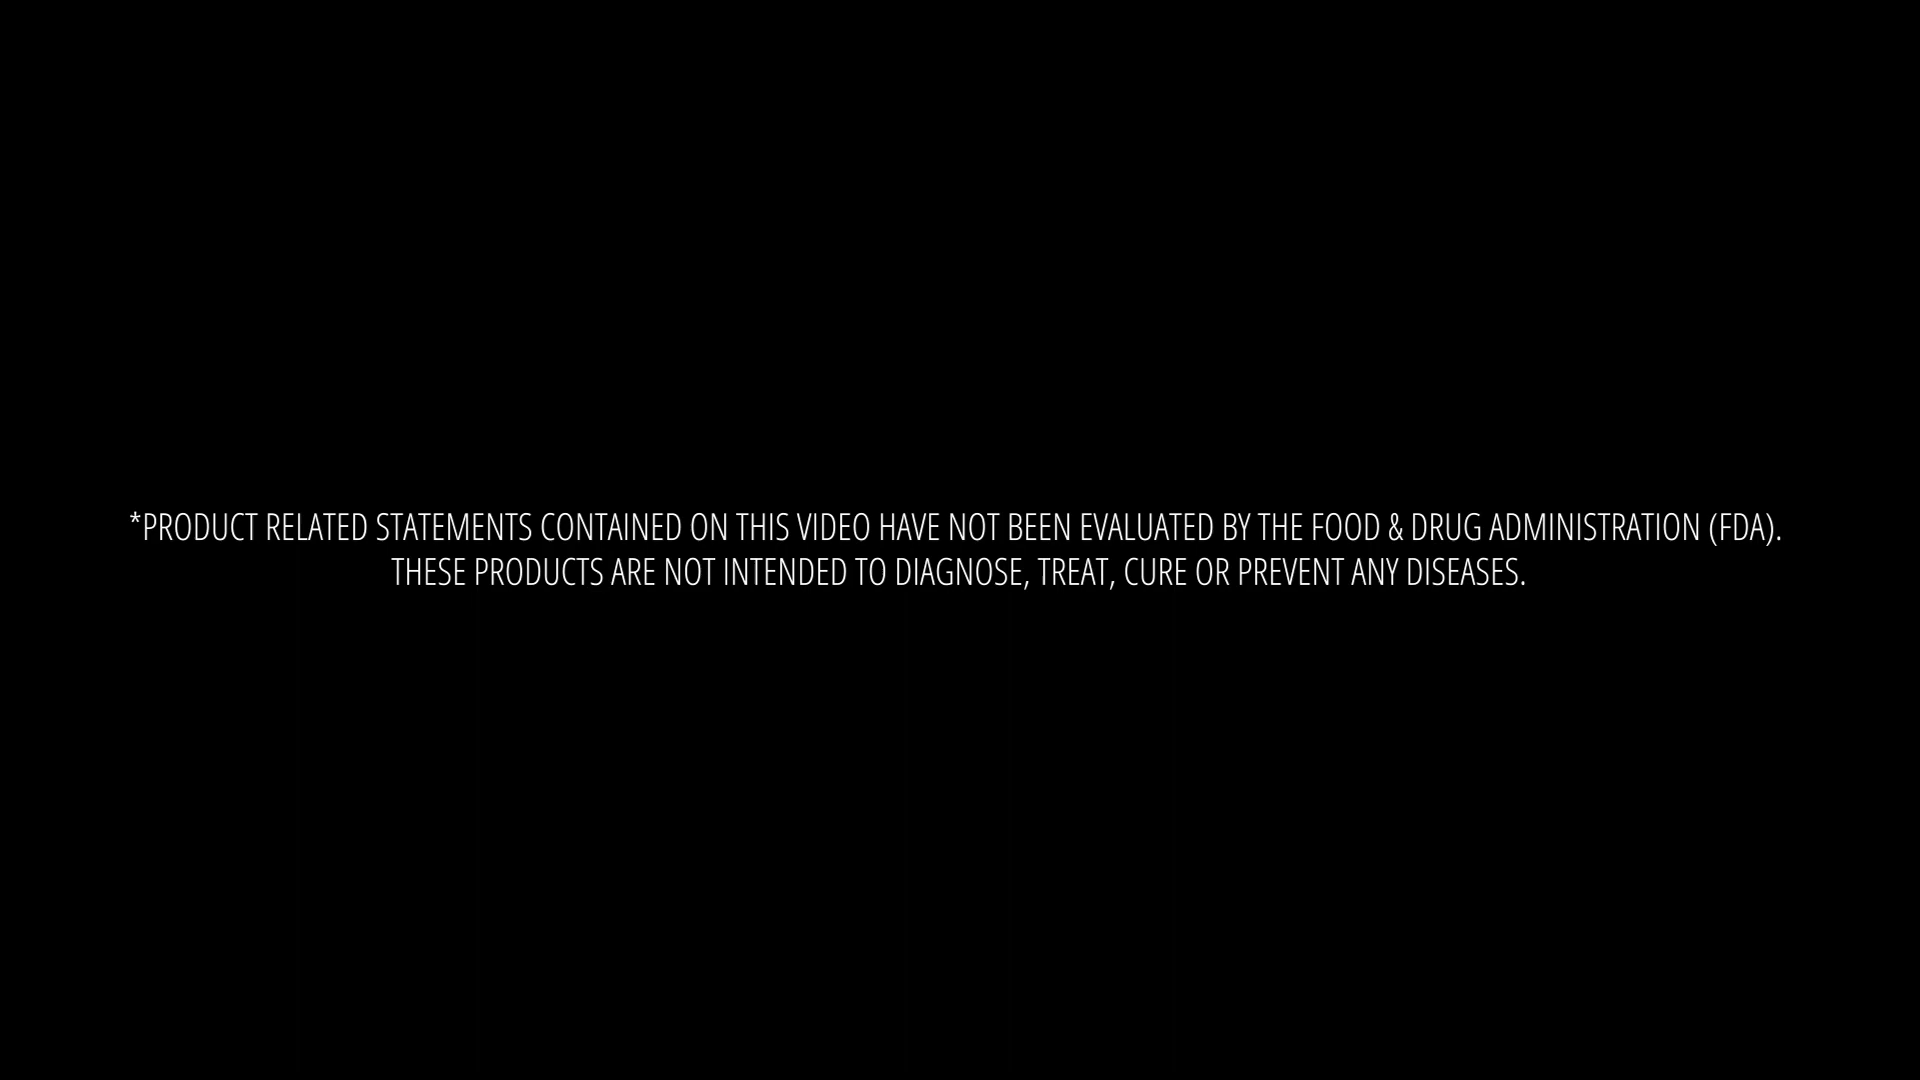 *PRODUCT RELATED STATEMENTS CONTAINED ON THIS VIDEO HAVE NOT BEEN EVALUATED BY THE FOOD & DRUG ADMINISTRATION (FDA).
THESE PRODUCTS ARE NOT INTENDED TO DIAGNOSE, TREAT, CURE OR PREVENT ANY DISEASES.